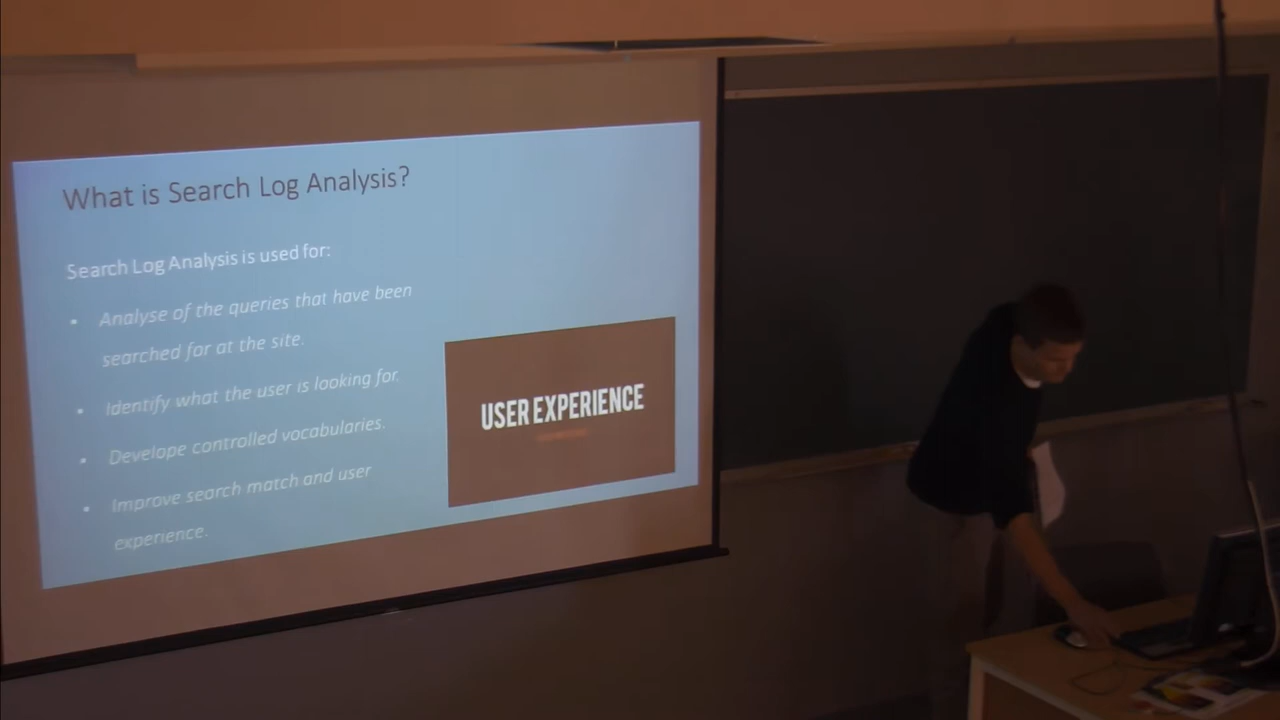 What is Search Log Analysis?
Search Log Analysis is used for:
• Analyse of the queries that have been
searched for at the site.
• Identify what the user is looking for.
• Develope controlled vocabularies.
• Improve search match and user
experience.
USER EXPERIENCE